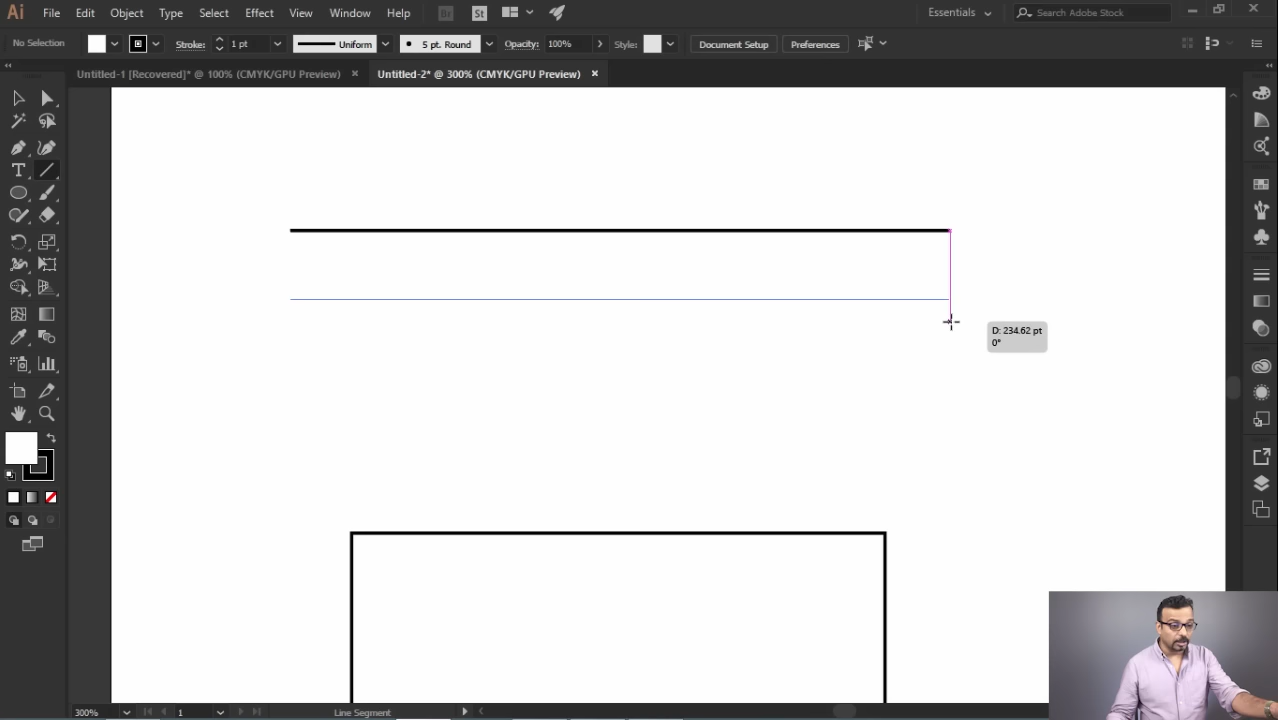 Ai File Edit Object Type Select Effect View Window Help Br St Essentials Search Adobe Stock
No Selection Stroke: 1 pt Uniform 5 pt. Round Opacity: 100% Style: Document Setup Preferences
Untitled-1 [Recovered]* @ 100% (CMYK/GPU Preview) × Untitled-2* @ 300% (CMYK/GPU Preview) ×
D: 234.62 pt
0°
300% 1 Line Segment